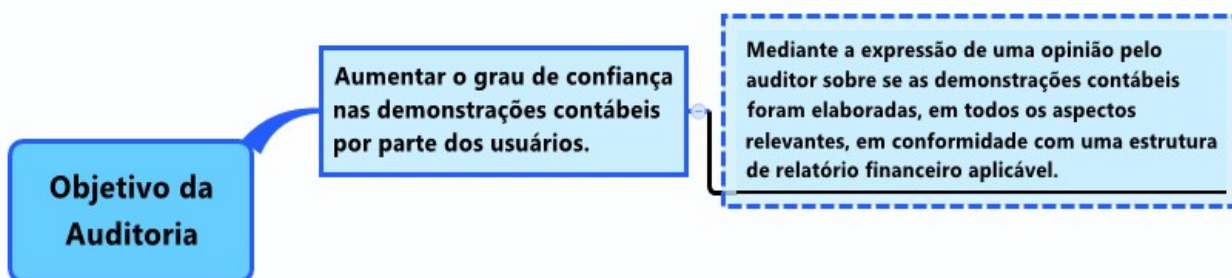 Objetivo da
Auditoria
Aumentar o grau de confiança
nas demonstrações contábeis
por parte dos usuários.
Mediante a expressão de uma opinião pelo
auditor sobre se as demonstrações contábeis
foram elaboradas, em todos os aspectos
relevantes, em conformidade com uma estrutura
de relatório financeiro aplicável.